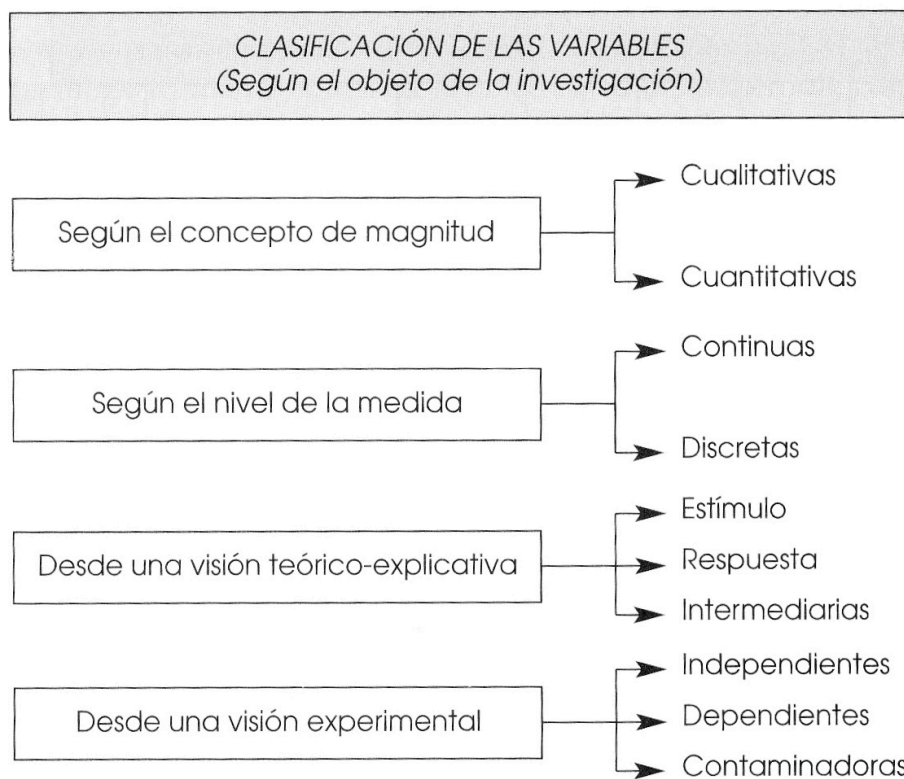 CLASIFICACIÓN DE LAS VARIABLES
(Según el objeto de la investigación)
Según el concepto de magnitud
Cualitativas
Cuantitativas
Según el nivel de la medida
Continuas
Discretas
Desde una visión teórico-explicativa
Estímulo
Respuesta
Intermediarias
Desde una visión experimental
Independientes
Dependientes
Contaminadoras